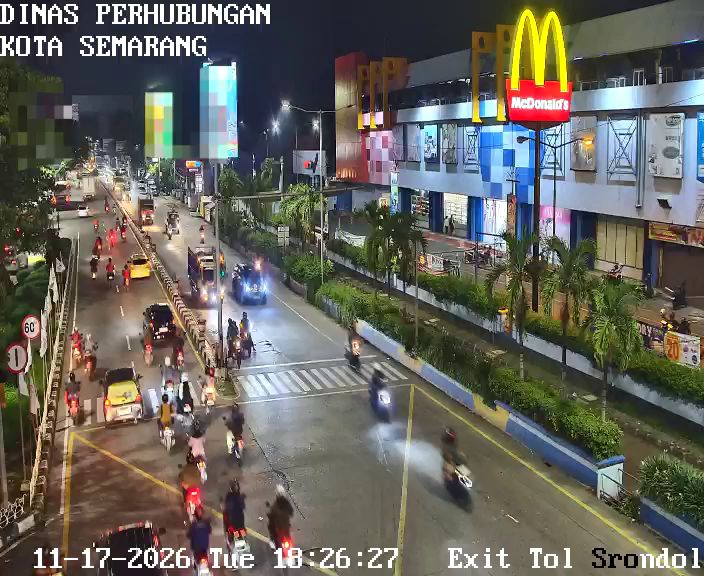 DINAS PERHUBUNGAN
KOTA SEMARANG
McDonald's
60
11-17-2026 Tue 18:26:27 Exit Tol Srondol